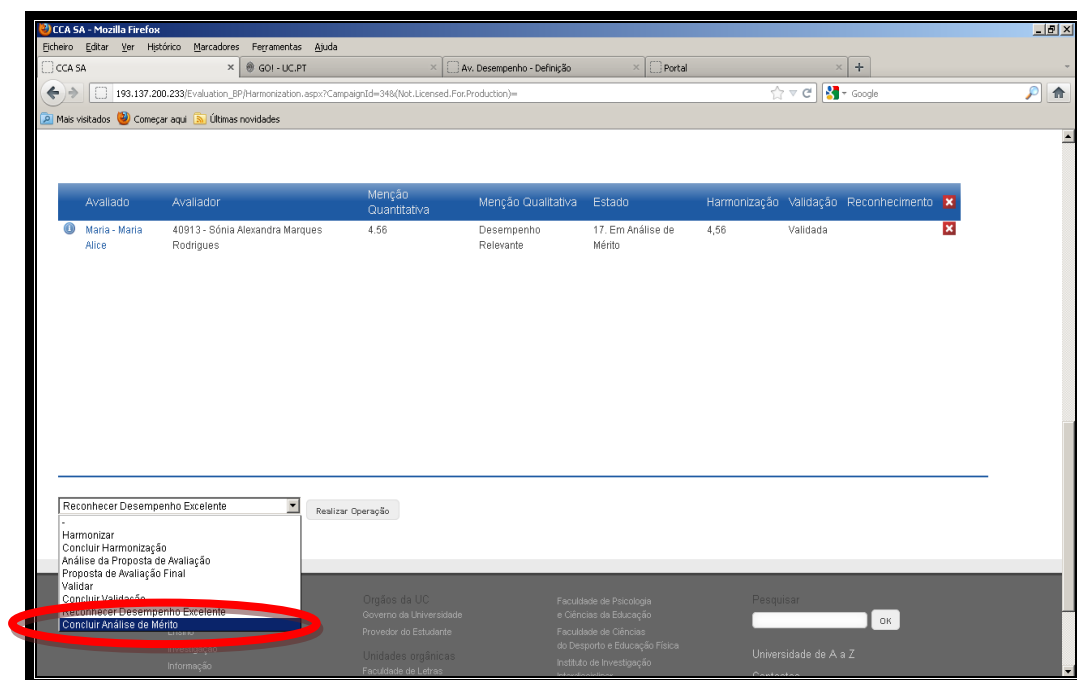 CCA SA - Mozilla Firefox
Ficheiro Editar Ver Histórico Marcadores Ferramentas Ajuda
CCA SA GO! - UC.PT Av. Desempenho - Definição Portal
193.137.200.233/Evaluation_BP/Harmonization.aspx?CampaignId=348&(Not.Licensed.For.Production)= Google
Mais visitados Começar aqui Últimas novidades
Avaliado Avaliador Menção Quantitativa Menção Qualitativa Estado Harmonização Validação Reconhecimento
Maria - Maria Alice 40913 - Sónia Alexandra Marques Rodrigues 4.56 Desempenho Relevante 17. Em Análise de Mérito 4,56 Validada
Reconhecer Desempenho Excelente Realizar Operação
-
Harmonizar
Concluir Harmonização
Análise da Proposta de Avaliação
Proposta de Avaliação Final
Validar
Concluir Validação
Reconhecer Desempenho Excelente
Concluir Análise de Mérito
Ensino
Investigação
Informação
Orgãos da UC
Governo da Universidade
Provedor do Estudante
Unidades orgânicas
Faculdade de Letras
Faculdade de Psicologia
e Ciências da Educação
Faculdade de Ciências
do Desporto e Educação Física
Instituto de Investigação
Pesquisar
OK
Universidade de A a Z
Contactos